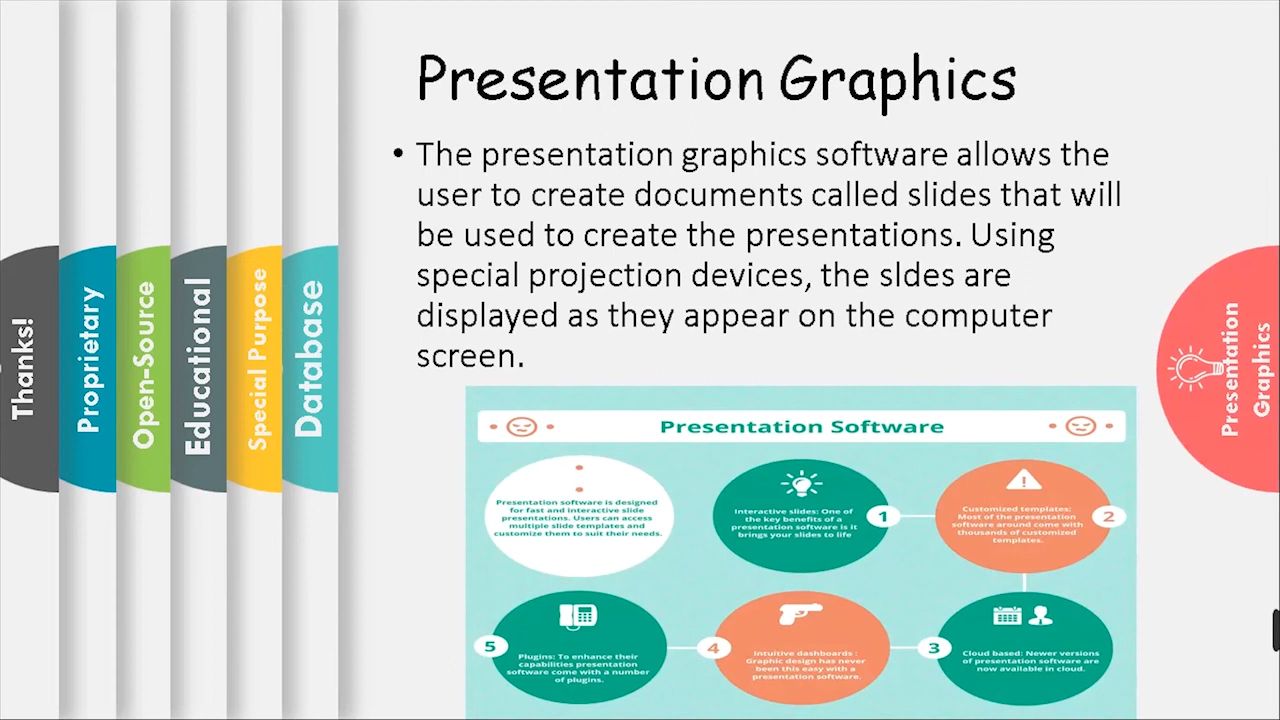 Presentation Graphics
• The presentation graphics software allows the
user to create documents called slides that will
be used to create the presentations. Using
special projection devices, the sldes are
displayed as they appear on the computer
screen.
Thanks!
Proprietary
Open-Source
Educational
Special Purpose
Database
Presentation
Graphics
Presentation Software
Presentation software is designed
for fast and interactive slide
presentations. Users can access
multiple slide templates and
customize them to suit their needs.
Interactive slides: One of
the key benefits of a
presentation software is it
brings your slides to life
1
Customized templates:
Most of the presentation
software around come with
thousands of customized
templates.
2
Cloud based: Newer versions
of presentation software are
now available in cloud.
3
Intuitive dashboards :
Graphic design has never
been this easy with a
presentation software.
4
Plugins: To enhance their
capabilities presentation
software come with a number
of plugins.
5